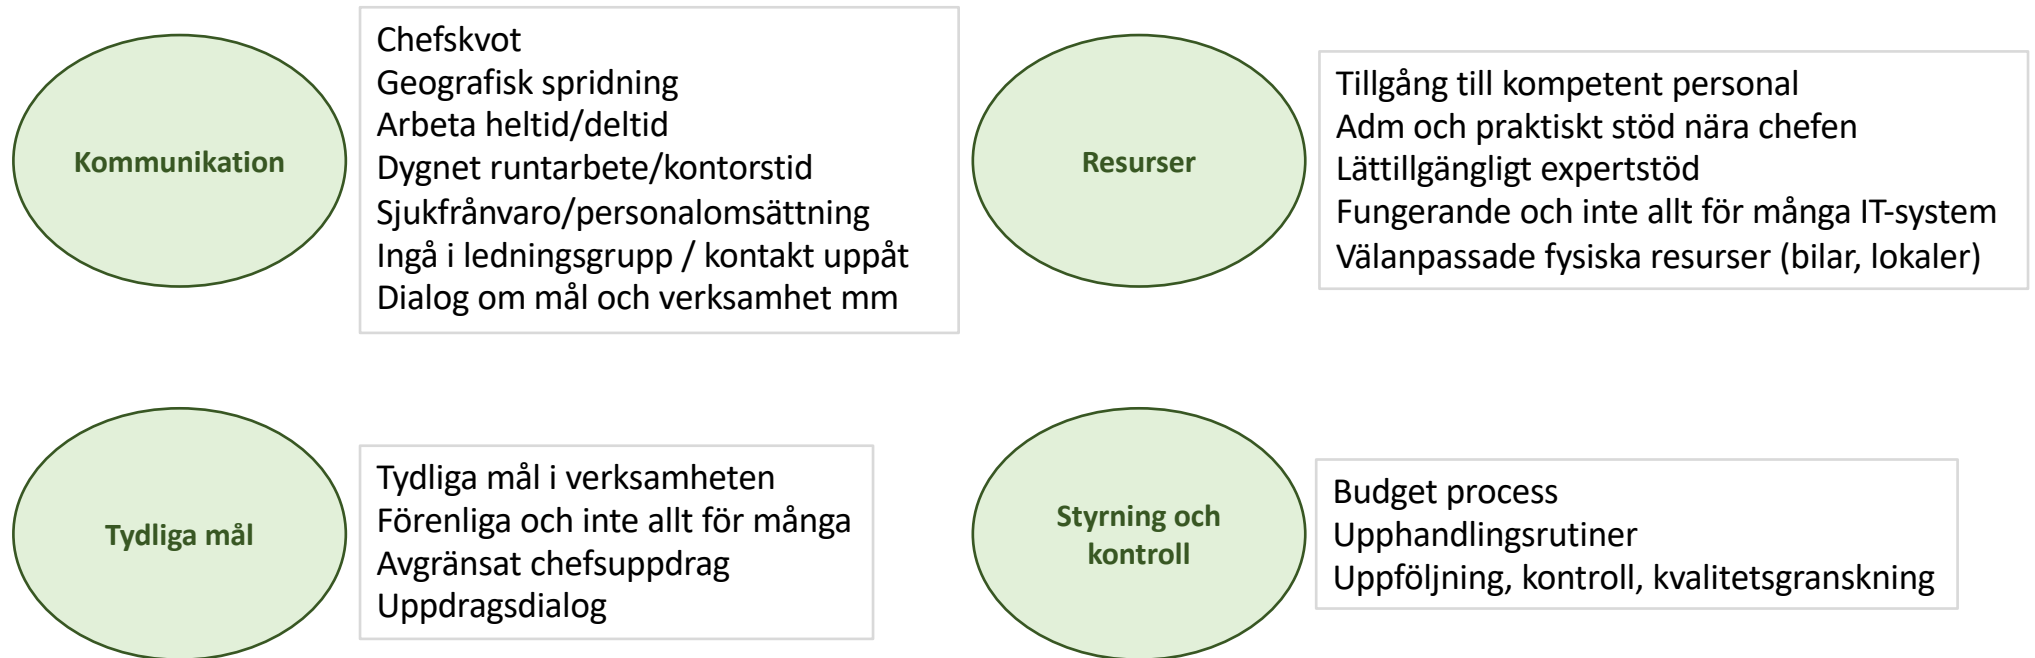 Kommunikation
Chefskvot
Geografisk spridning
Arbeta heltid/deltid
Dygnet runtarbete/kontorstid
Sjukfrånvaro/personalomsättning
Ingå i ledningsgrupp / kontakt uppåt
Dialog om mål och verksamhet mm
Resurser
Tillgång till kompetent personal
Adm och praktiskt stöd nära chefen
Lättillgängligt expertstöd
Fungerande och inte allt för många IT-system
Välanpassade fysiska resurser (bilar, lokaler)
Tydliga mål
Tydliga mål i verksamheten
Förenliga och inte allt för många
Avgränsat chefsuppdrag
Uppdragsdialog
Styrning och
kontroll
Budget process
Upphandlingsrutiner
Uppföljning, kontroll, kvalitetsgranskning